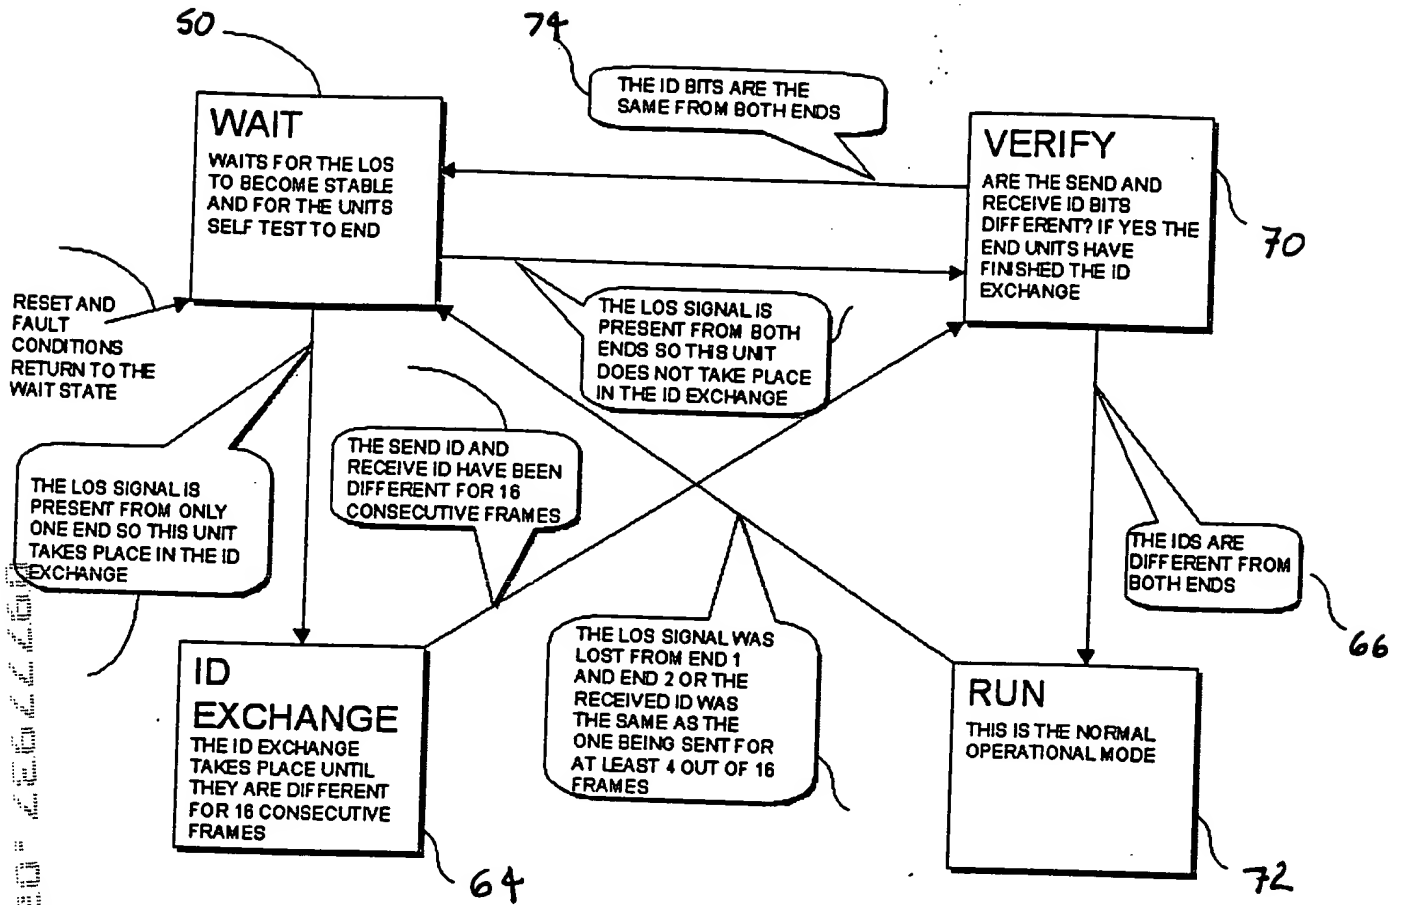 50
74
THE ID BITS ARE THE
SAME FROM BOTH ENDS
WAIT
WAITS FOR THE LOS
TO BECOME STABLE
AND FOR THE UNITS
SELF TEST TO END
VERIFY
ARE THE SEND AND
RECEIVE ID BITS
DIFFERENT? IF YES THE
END UNITS HAVE
FINISHED THE ID
EXCHANGE
70
RESET AND
FAULT
CONDITIONS
RETURN TO THE
WAIT STATE
THE LOS SIGNAL IS
PRESENT FROM BOTH
ENDS SO THIS UNIT
DOES NOT TAKE PLACE
IN THE ID EXCHANGE
THE SEND ID AND
RECEIVE ID HAVE BEEN
DIFFERENT FOR 16
CONSECUTIVE FRAMES
THE LOS SIGNAL IS
PRESENT FROM ONLY
ONE END SO THIS UNIT
TAKES PLACE IN THE ID
EXCHANGE
THE IDS ARE
DIFFERENT FROM
BOTH ENDS
66
THE LOS SIGNAL WAS
LOST FROM END 1
AND END 2 OR THE
RECEIVED ID WAS
THE SAME AS THE
ONE BEING SENT FOR
AT LEAST 4 OUT OF 16
FRAMES
ID
EXCHANGE
THE ID EXCHANGE
TAKES PLACE UNTIL
THEY ARE DIFFERENT
FOR 16 CONSECUTIVE
FRAMES
64
RUN
THIS IS THE NORMAL
OPERATIONAL MODE
72